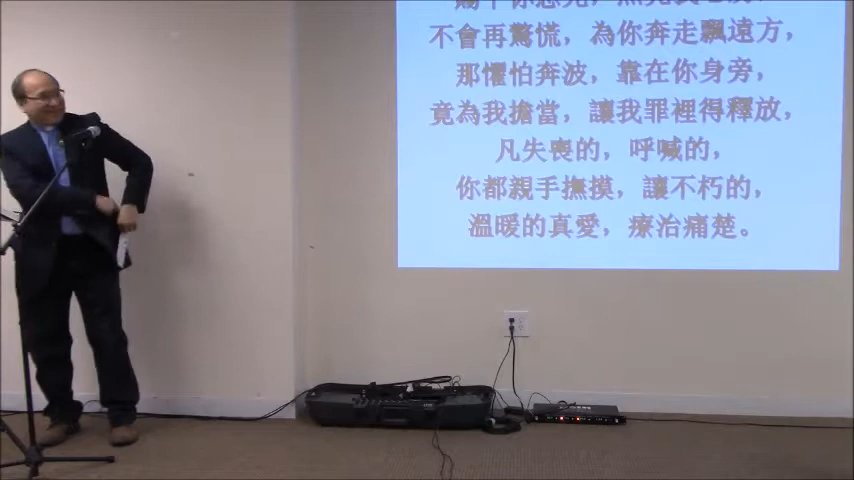 不會再驚慌，為你奔走飄遠方，
那懼怕奔波，靠在你身旁，
竟為我擔當，讓我罪裡得釋放，
凡失喪的，呼喊的，
你都親手撫摸，讓不朽的，
溫暖的真愛，療治痛楚。